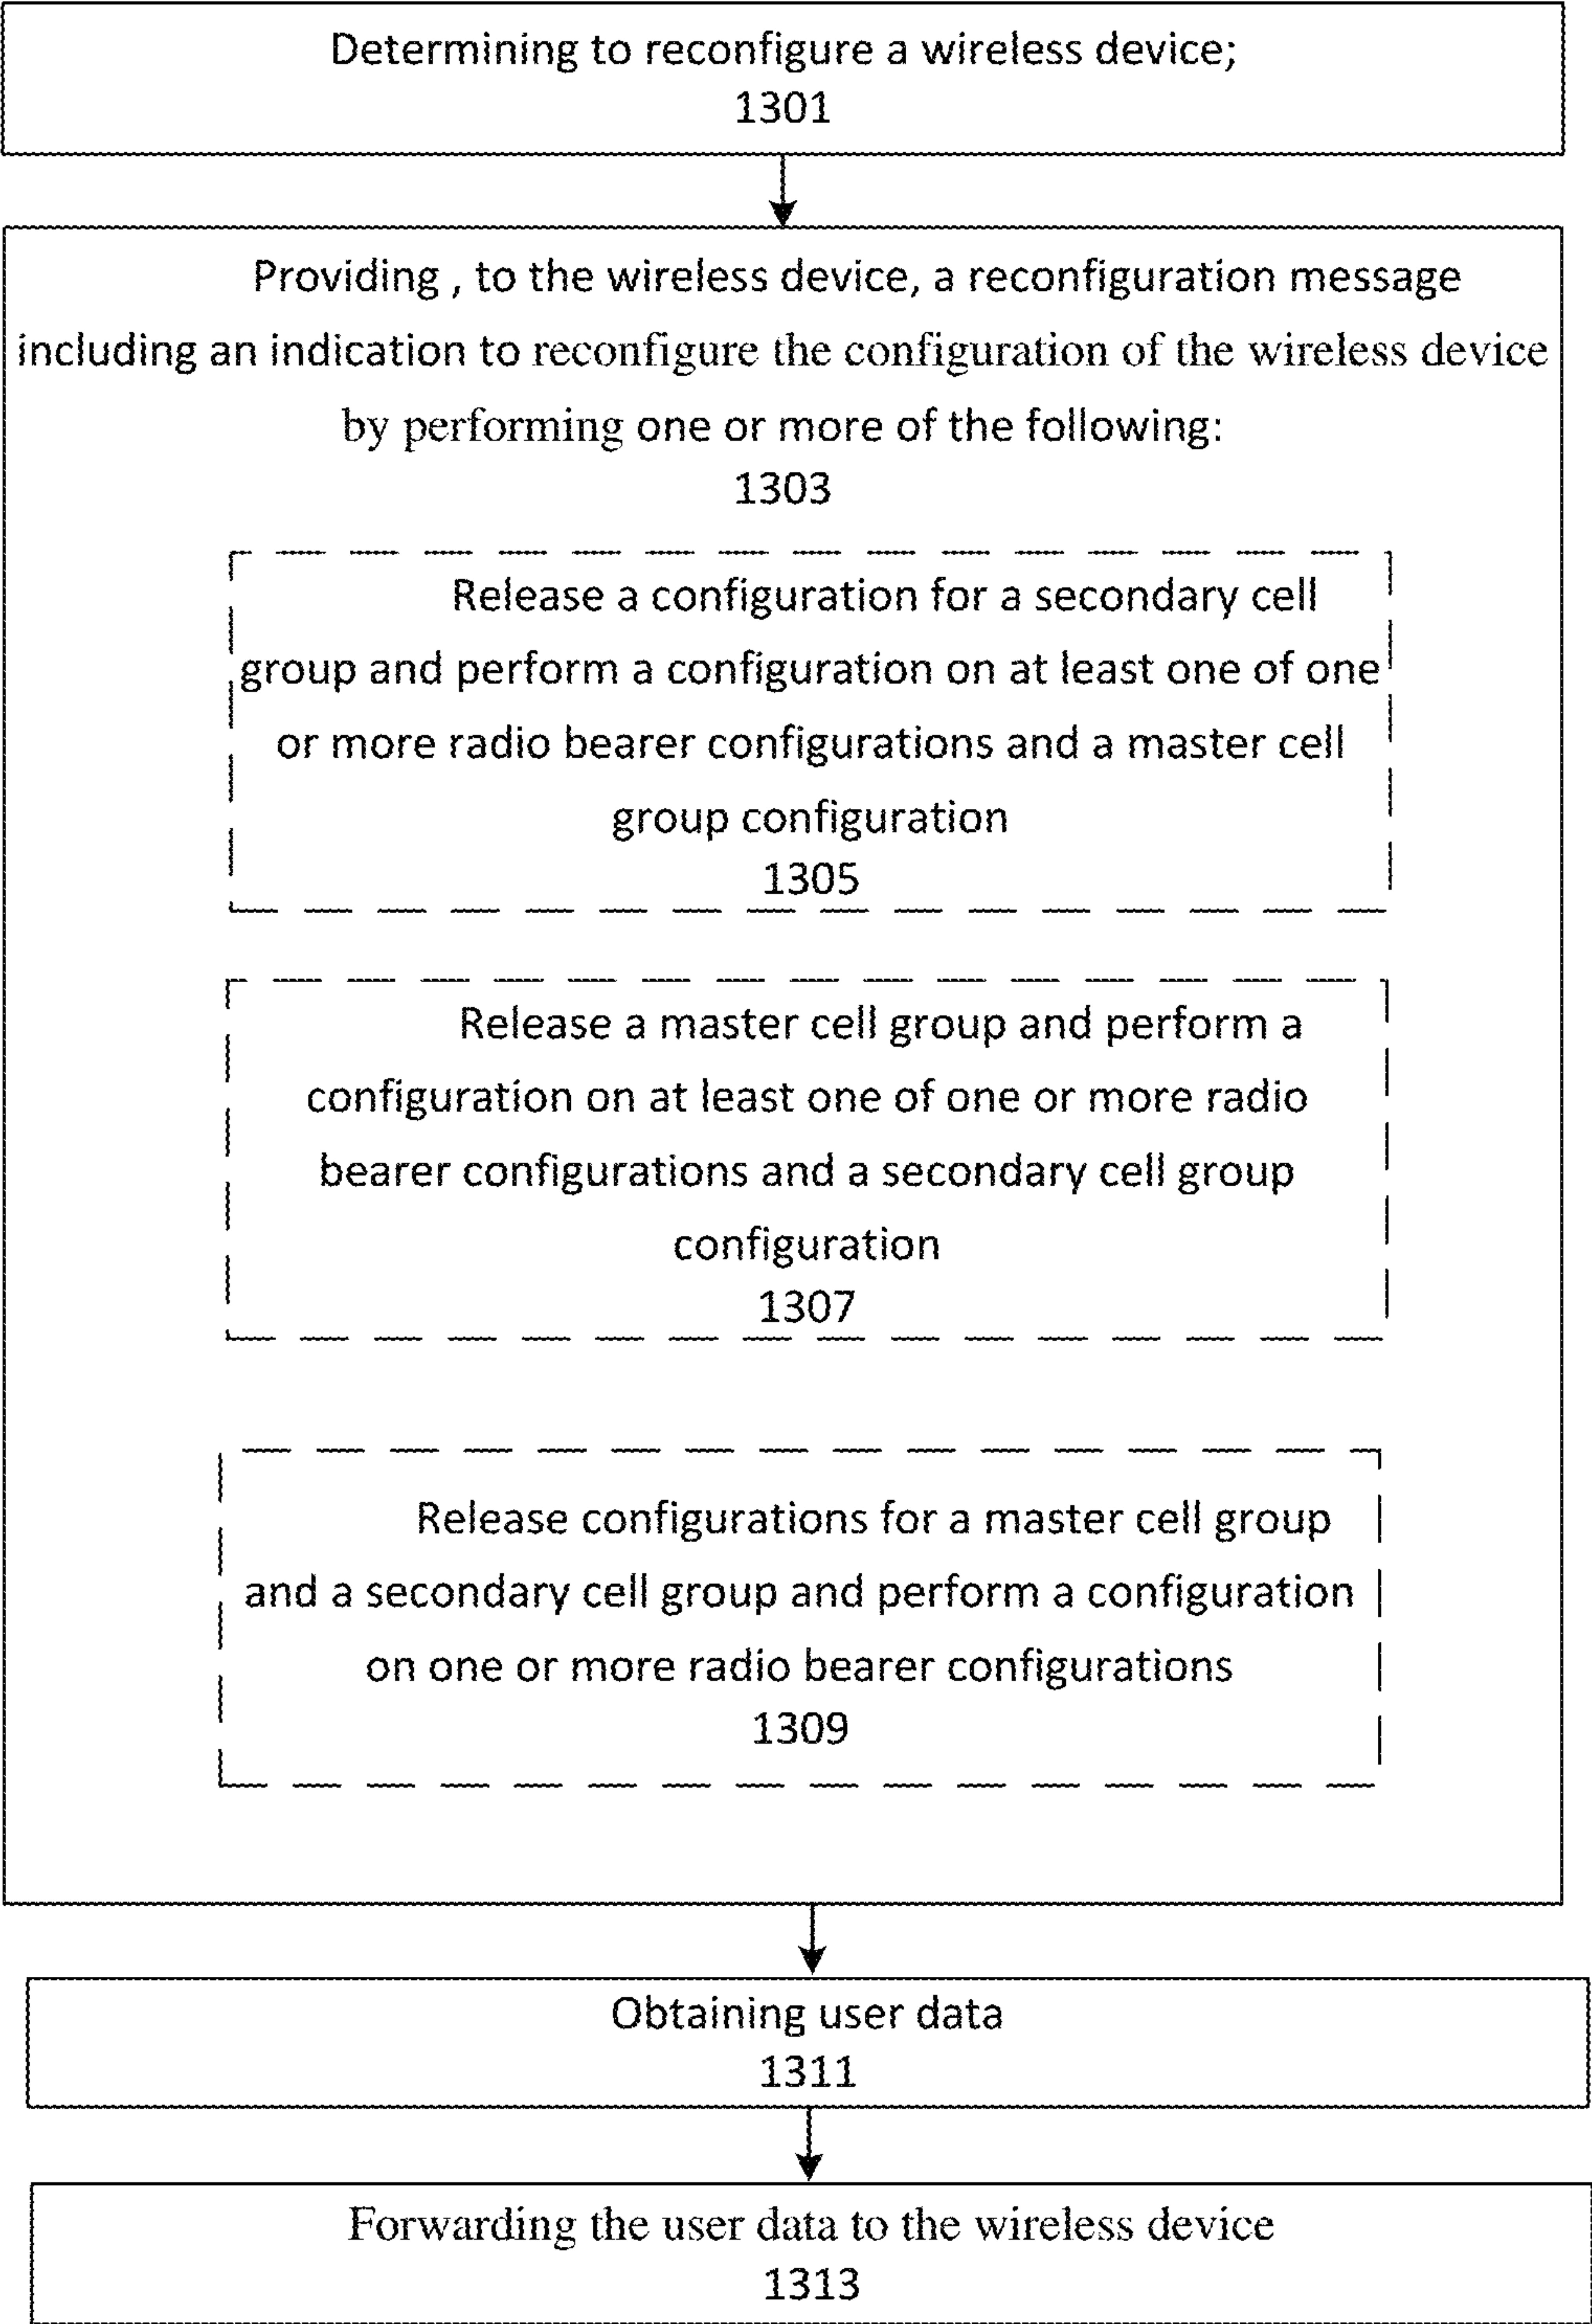 Determining to reconfigure a wireless device;
1301
Providing , to the wireless device, a reconfiguration message
including an indication to reconfigure the configuration of the wireless device
by performing one or more of the following:
1303
Release a configuration for a secondary cell
group and perform a configuration on at least one of one
or more radio bearer configurations and a master cell
group configuration
1305
Release a master cell group and perform a
configuration on at least one of one or more radio
bearer configurations and a secondary cell group
configuration
1307
Release configurations for a master cell group
and a secondary cell group and perform a configuration
on one or more radio bearer configurations
1309
Obtaining user data
1311
Forwarding the user data to the wireless device
1313